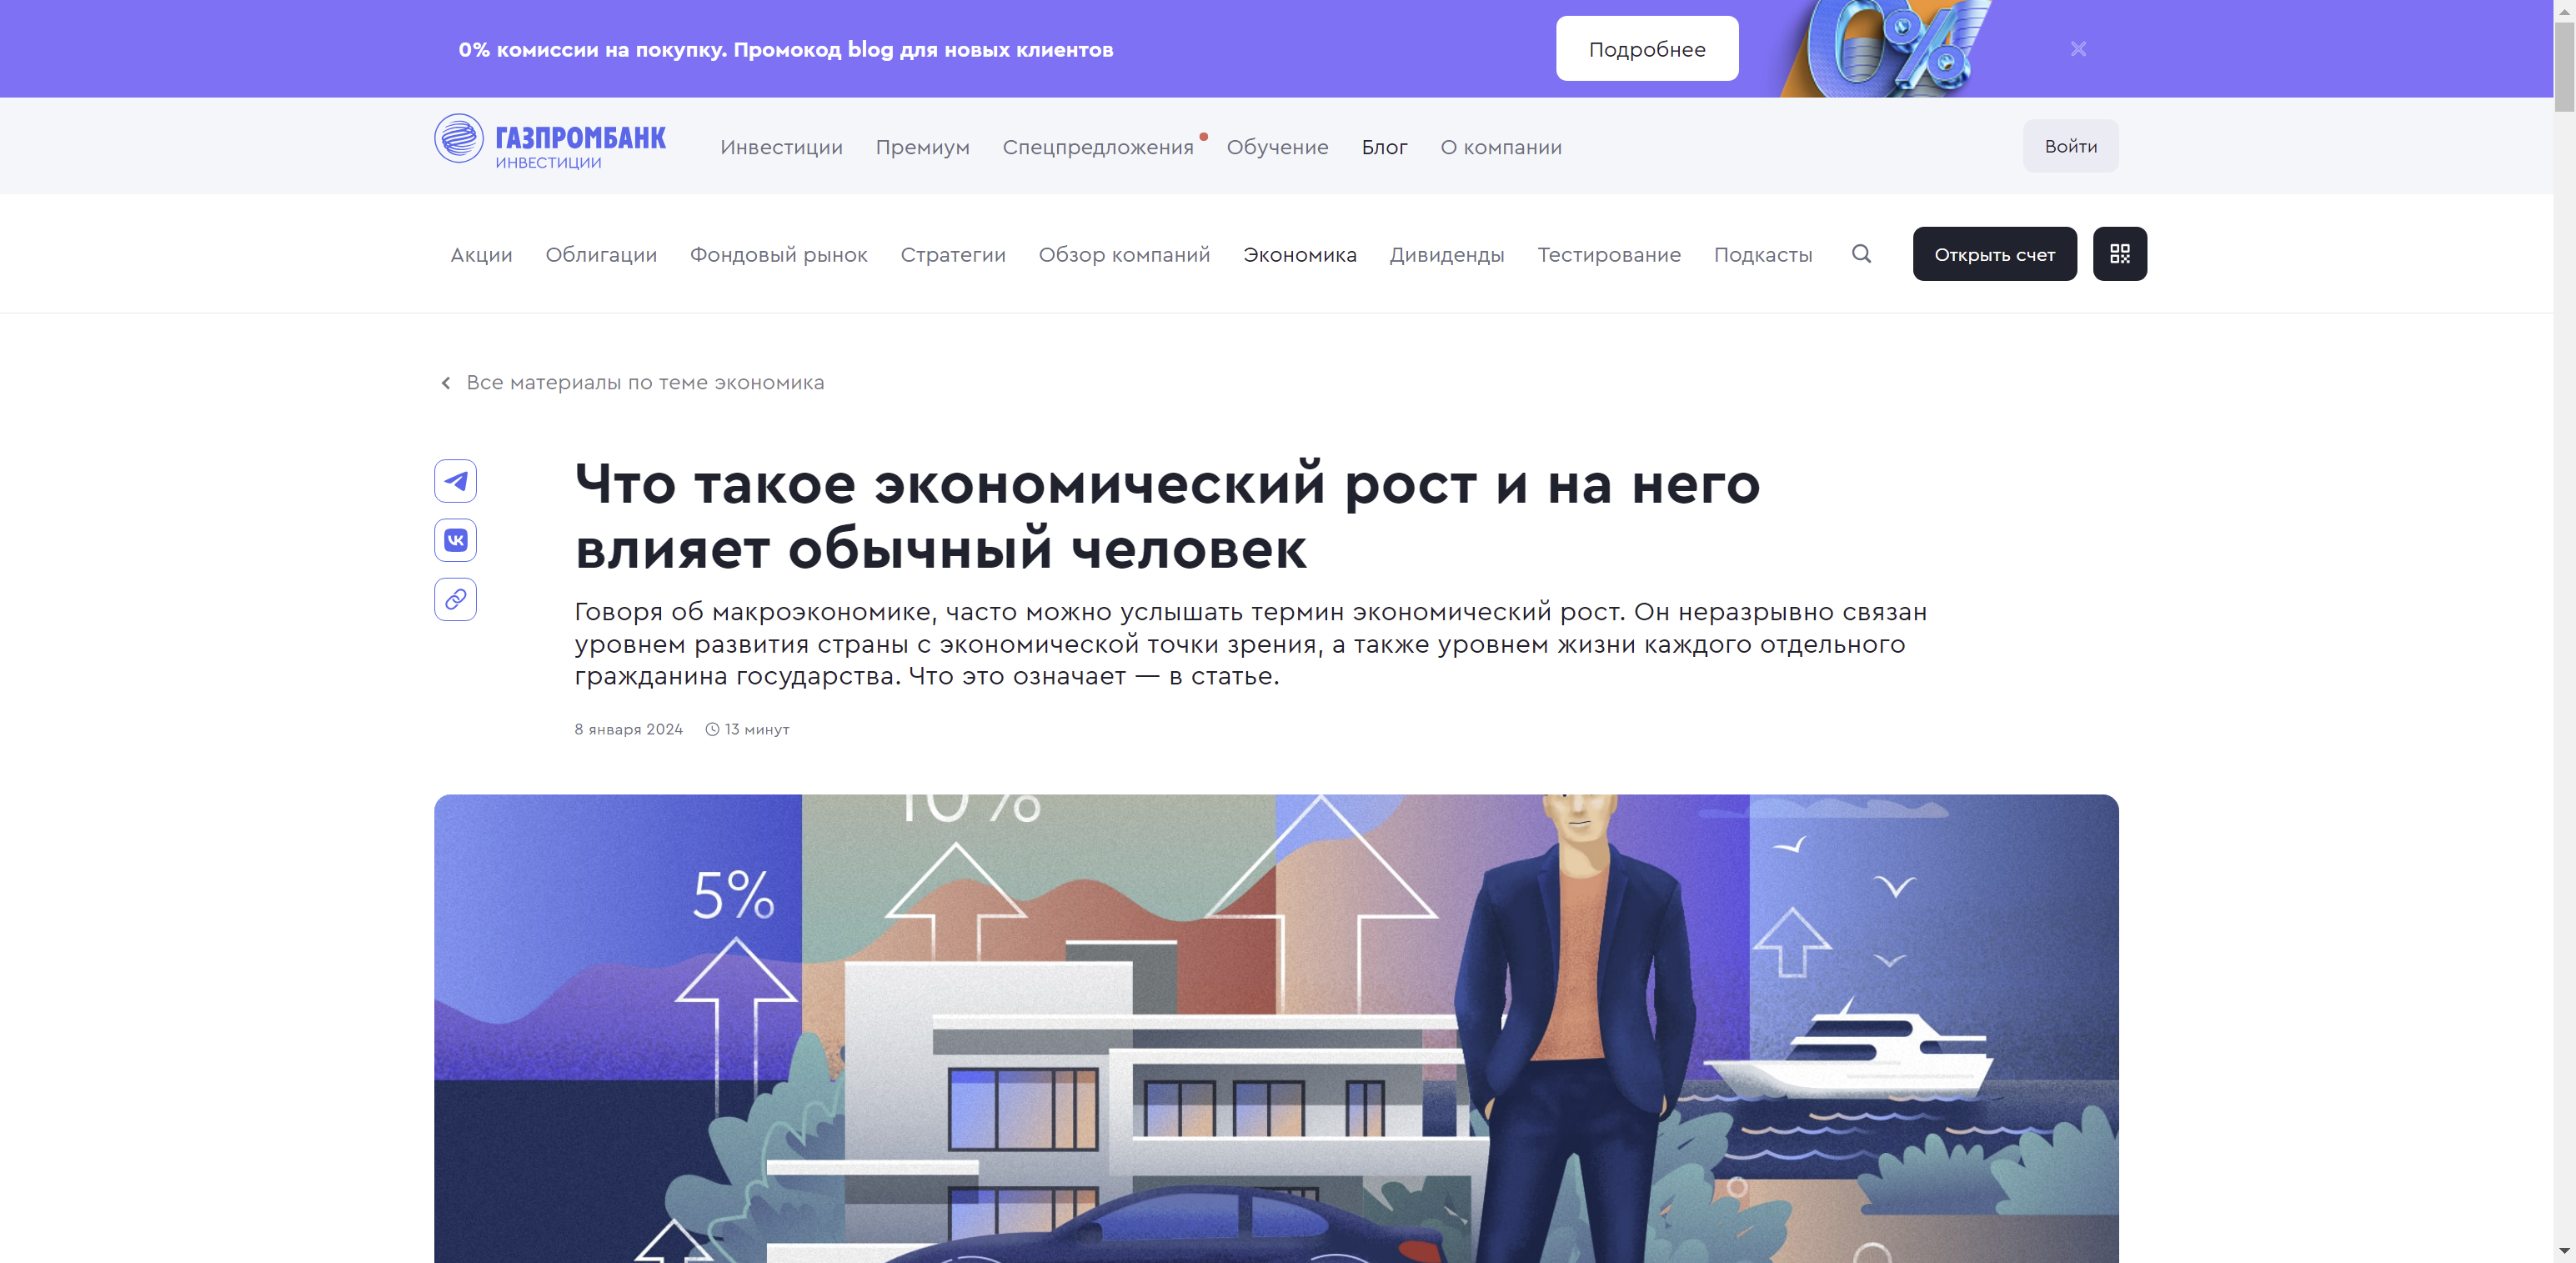 0% комиссии на покупку. Промокод blog для новых клиентов
Подробнее
0%
ГАЗПРОМБАНК
ИНВЕСТИЦИИ
Инвестиции Премиум Спецпредложения Обучение Блог О компании
Войти
Акции Облигации Фондовый рынок Стратегии Обзор компаний Экономика Дивиденды Тестирование Подкасты
Открыть счет
Все материалы по теме экономика
Что такое экономический рост и на него
влияет обычный человек
Говоря об макроэкономике, часто можно услышать термин экономический рост. Он неразрывно связан
уровнем развития страны с экономической точки зрения, а также уровнем жизни каждого отдельного
гражданина государства. Что это означает — в статье.
8 января 2024 13 минут
10%
5%